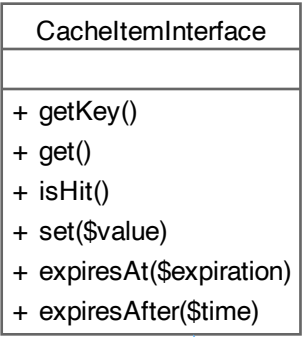 CacheItemInterface
+ getKey()
+ get()
+ isHit()
+ set($value)
+ expiresAt($expiration)
+ expiresAfter($time)